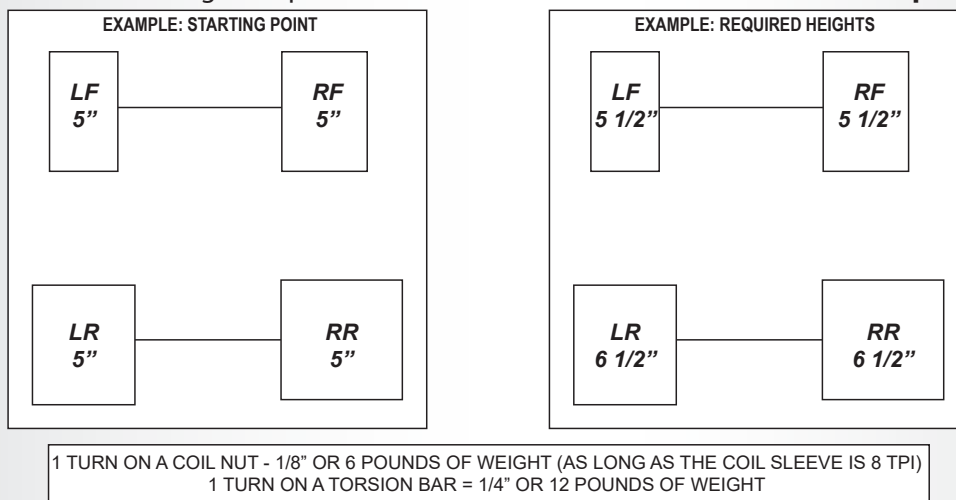 EXAMPLE: STARTING POINT
LF
5”
RF
5”
LR
5”
RR
5”
EXAMPLE: REQUIRED HEIGHTS
LF
5 1/2”
RF
5 1/2”
LR
6 1/2”
RR
6 1/2”
1 TURN ON A COIL NUT - 1/8” OR 6 POUNDS OF WEIGHT (AS LONG AS THE COIL SLEEVE IS 8 TPI)
1 TURN ON A TORSION BAR = 1/4” OR 12 POUNDS OF WEIGHT